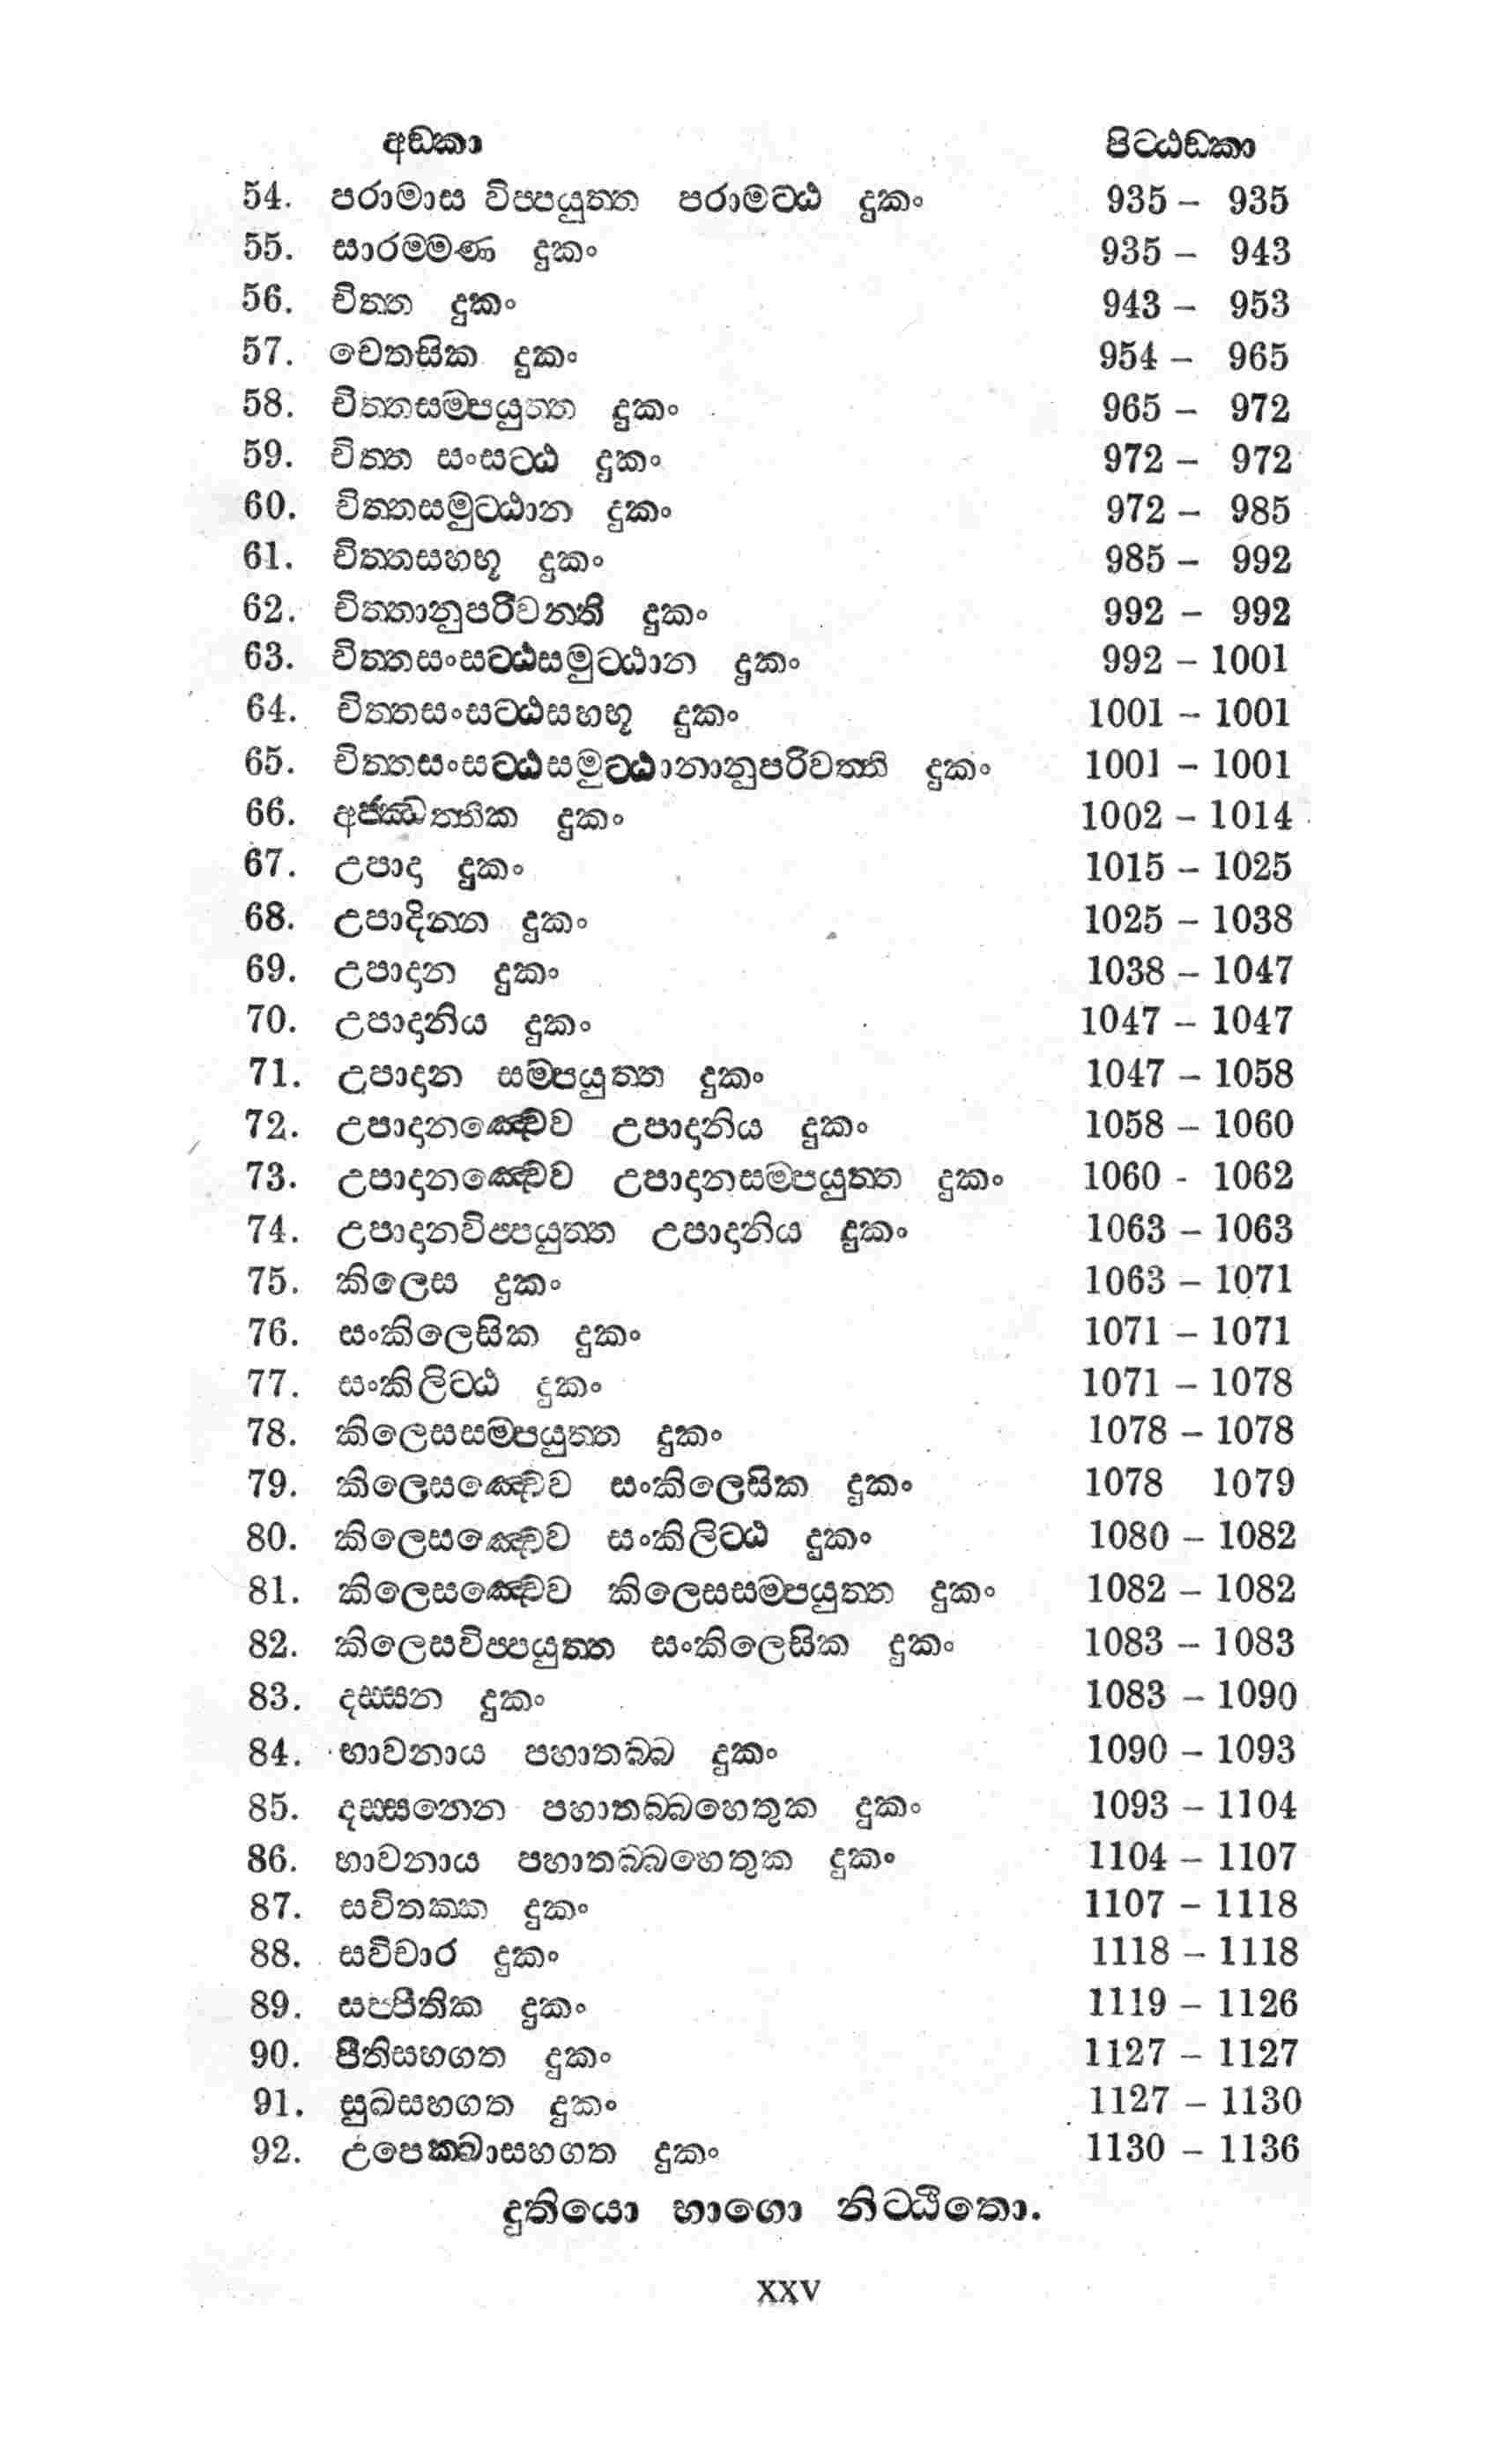 අඞ්කා පිට්ඨඞ්කා
54. පරාමාස විප්පයුත්ත පරාමට්ඨ දුකං 935 – 935
55. සාරම්මණ දුකං 935 – 943
56. චිත්ත දුකං 943 – 953
57. චෙතසික දුකං 954 – 965
58. චිත්තසම්පයුත්ත දුකං 965 – 972
59. චිත්ත සංසට්ඨ දුකං 972 – 972
60. චිත්තසමුට්ඨාන දුකං 972 – 985
61. චිත්තසහභූ දුකං 985 – 992
62. චිත්තානුපරිවත්ති දුකං 992 – 992
63. චිත්තසංසට්ඨසමුට්ඨාන දුකං 992 – 1001
64. චිත්තසංසට්ඨසහභූ දුකං 1001 – 1001
65. චිත්තසංසට්ඨසමුට්ඨානානුපරිවත්ති දුකං 1001 – 1001
66. අජ්ඣත්තික දුකං 1002 – 1014
67. උපාදා දුකං 1015 – 1025
68. උපාදින්න දුකං 1025 – 1038
69. උපාදාන දුකං 1038 – 1047
70. උපාදානිය දුකං 1047 – 1047
71. උපාදාන සම්පයුත්ත දුකං 1047 – 1058
72. උපාදානඤ්චෙව උපාදානිය දුකං 1058 – 1060
73. උපාදානඤ්චෙව උපාදානසම්පයුත්ත දුකං 1060 - 1062
74. උපාදානවිප්පයුත්ත උපාදානිය දුකං 1063 – 1063
75. කිලෙස දුකං 1063 – 1071
76. සංකිලෙසික දුකං 1071 – 1071
77. සංකිලිට්ඨ දුකං 1071 – 1078
78. කිලෙසසම්පයුත්ත දුකං 1078 – 1078
79. කිලෙසඤ්චෙව සංකිලෙසික දුකං 1078 1079
80. කිලෙසඤ්චෙව සංකිලිට්ඨ දුකං 1080 – 1082
81. කිලෙසඤ්චෙව කිලෙසසම්පයුත්ත දුකං 1082 – 1082
82. කිලෙසවිප්පයුත්ත සංකිලෙසික දුකං 1083 – 1083
83. දස්සන දුකං 1083 – 1090
84. භාවනාය පහාතබ්බ දුකං 1090 – 1093
85. දස්සනෙන පහාතබ්බහෙතුක දුකං 1093 – 1104
86. භාවනාය පහාතබ්බහෙතුක දුකං 1104 – 1107
87. සවිතක්ක දුකං 1107 – 1118
88. සවිචාර දුකං 1118 – 1118
89. සප්පීතික දුකං 1119 – 1126
90. පීතිසහගත දුකං 1127 – 1127
91. සුඛසහගත දුකං 1127 – 1130
92. උපෙක්ඛාසහගත දුකං 1130 – 1136
දුතියො භාගො නිට්ඨිතො.
XXV